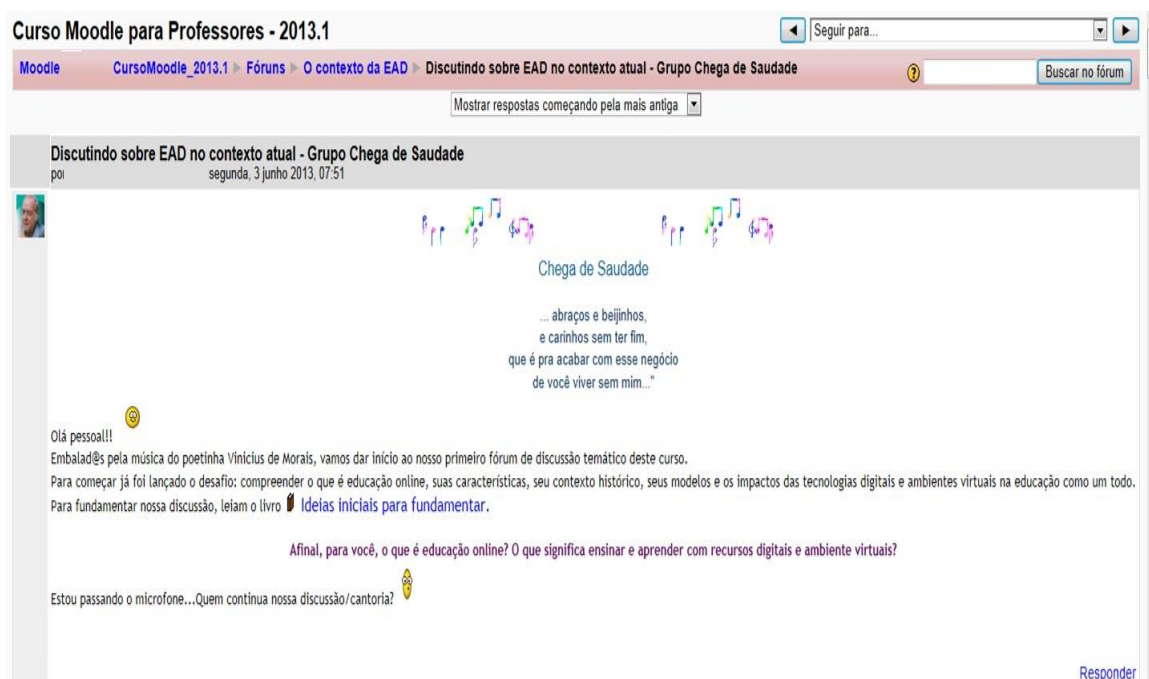 Curso Moodle para Professores - 2013.1
Seguir para...
Moodle CursoMoodle_2013.1 Fóruns O contexto da EAD Discutindo sobre EAD no contexto atual - Grupo Chega de Saudade
Buscar no fórum
Mostrar respostas começando pela mais antiga
Discutindo sobre EAD no contexto atual - Grupo Chega de Saudade
por segunda, 3 junho 2013, 07:51
Chega de Saudade
... abraços e beijinhos,
e carinhos sem ter fim,
que é pra acabar com esse negócio
de você viver sem mim..."
Olá pessoal!!
Embalad@s pela música do poetinha Vinicius de Morais, vamos dar início ao nosso primeiro fórum de discussão temático deste curso.
Para começar já foi lançado o desafio: compreender o que é educação online, suas características, seu contexto histórico, seus modelos e os impactos das tecnologias digitais e ambientes virtuais na educação como um todo.
Para fundamentar nossa discussão, leiam o livro Ideias iniciais para fundamentar.
Afinal, para você, o que é educação online? O que significa ensinar e aprender com recursos digitais e ambiente virtuais?
Estou passando o microfone...Quem continua nossa discussão/cantoria?
Responder